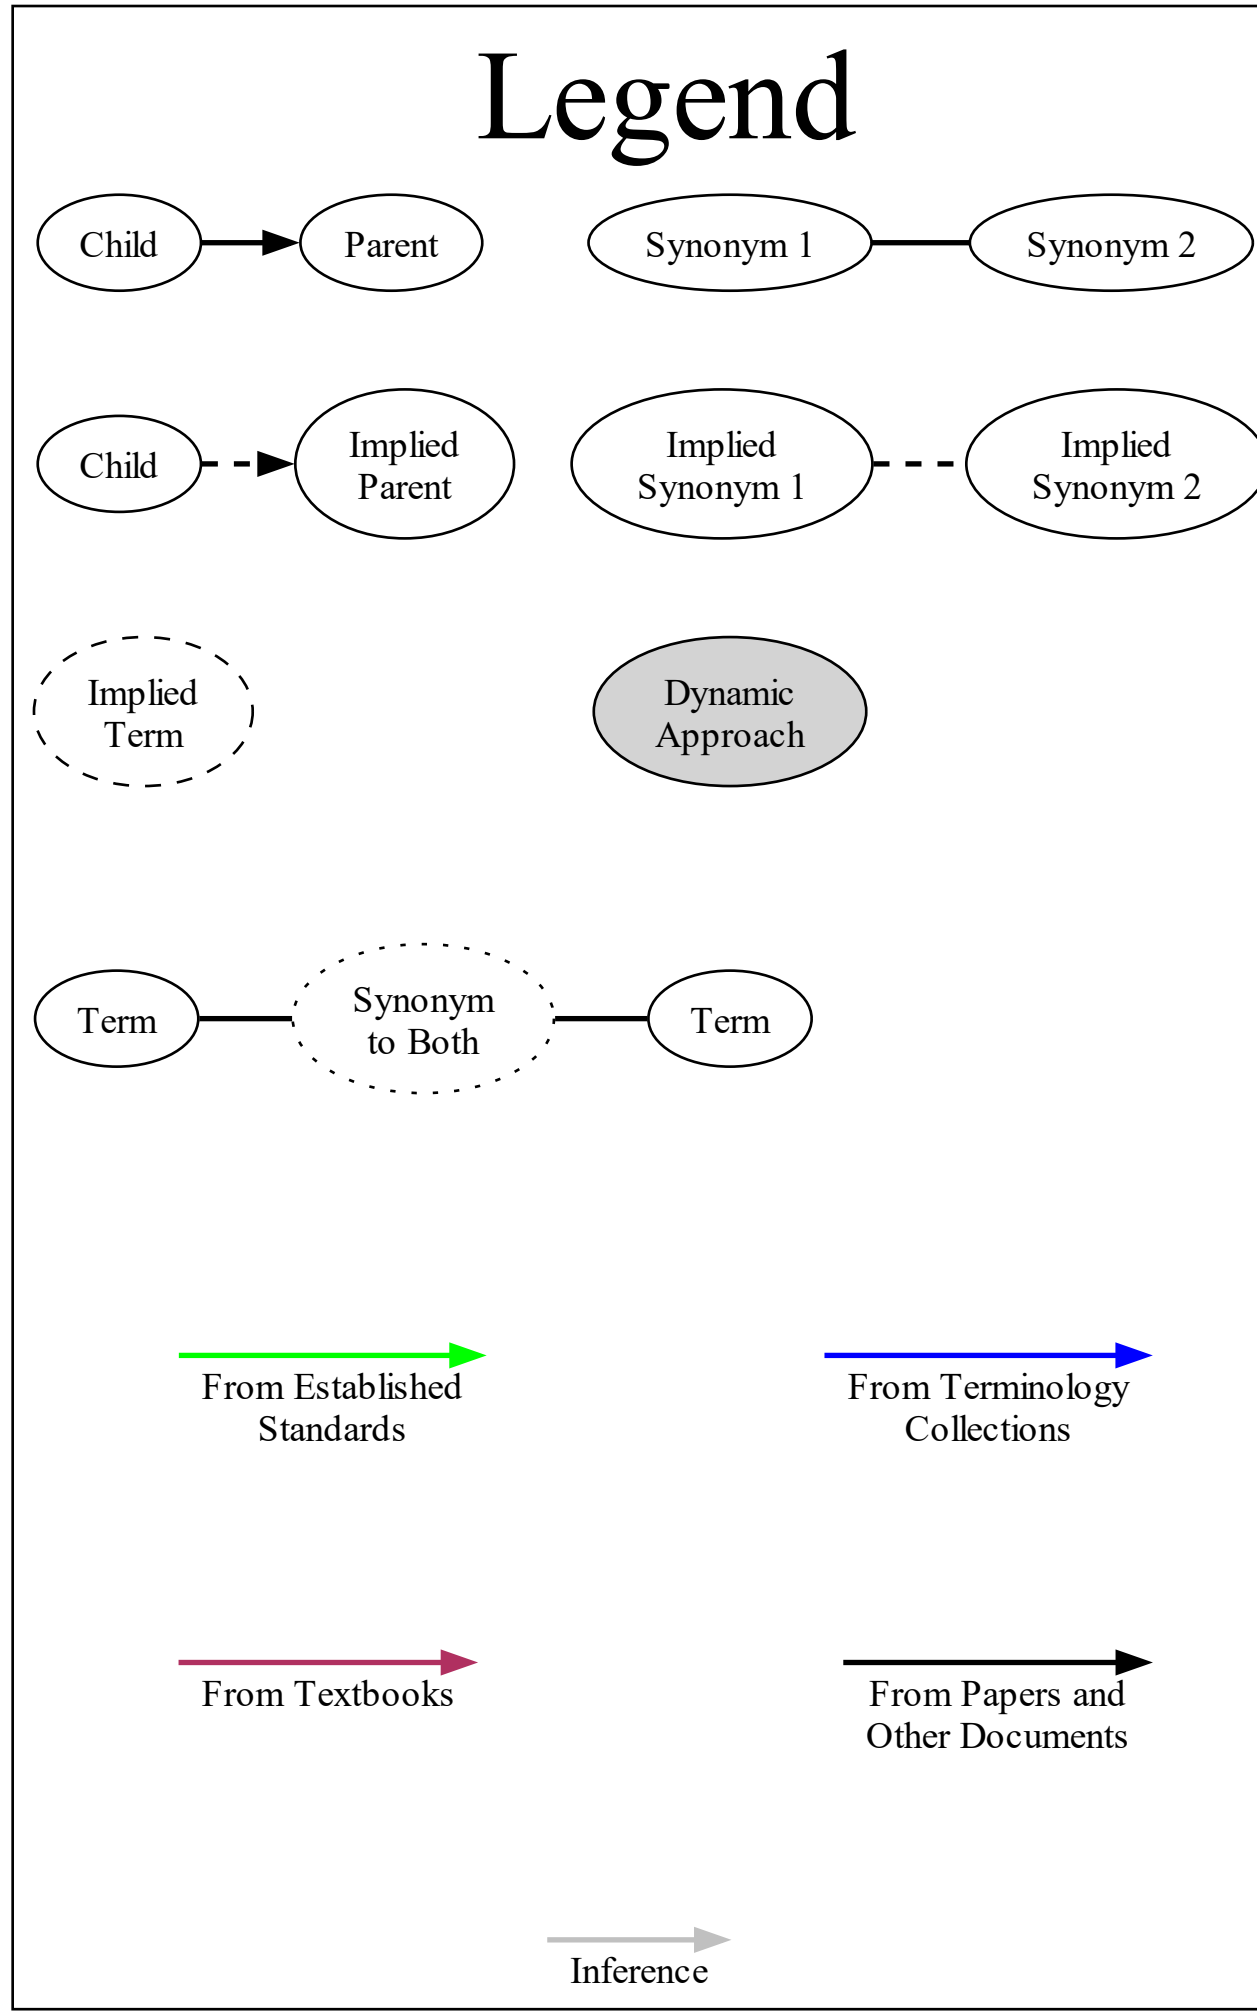 Legend
Child
Parent
Synonym 1
Synonym 2
Child
Implied
Parent
Implied
Synonym 1
Implied
Synonym 2
Implied
Term
Dynamic
Approach
Term
Synonym
to Both
Term
From Established
Standards
From Terminology
Collections
From Textbooks
From Papers and
Other Documents
Inference